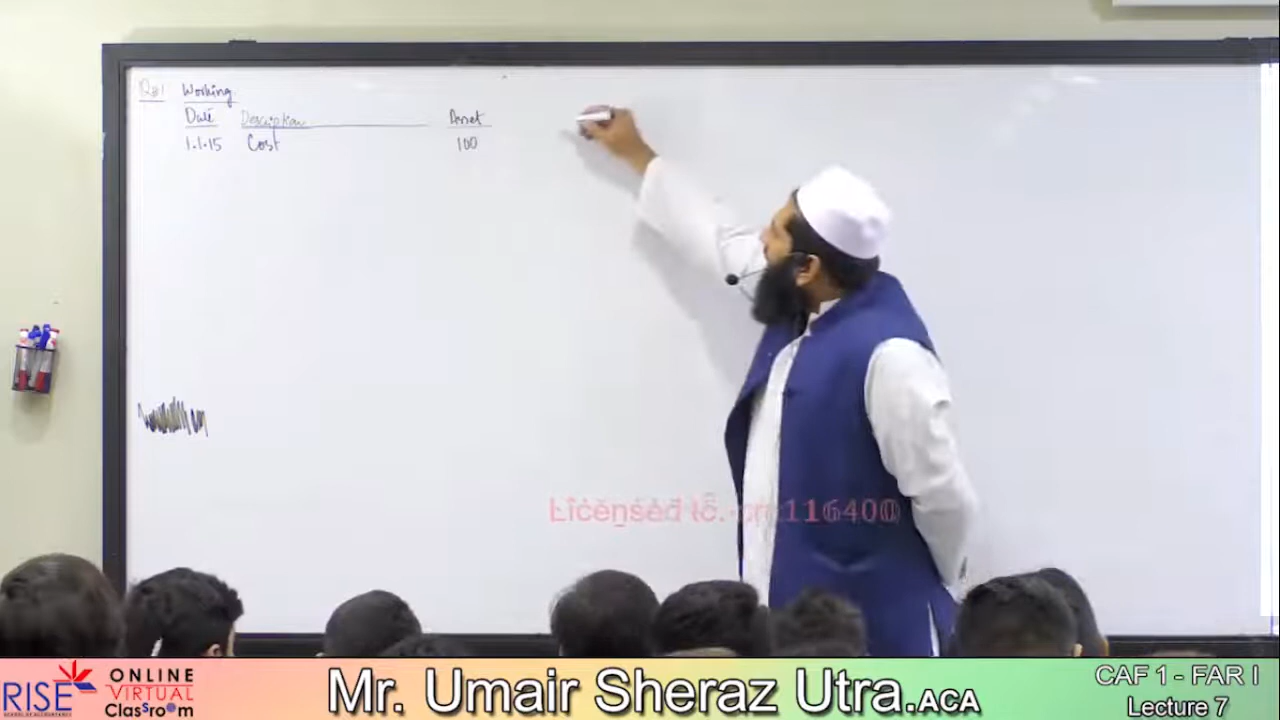 Working
Date Description Asset
1.1.15 Cost 100
RISE
ONLINE
VIRTUAL
ClassroOm
Mr. Umair Sheraz Utra.ACA
CAF 1 - FAR I
Lecture 7